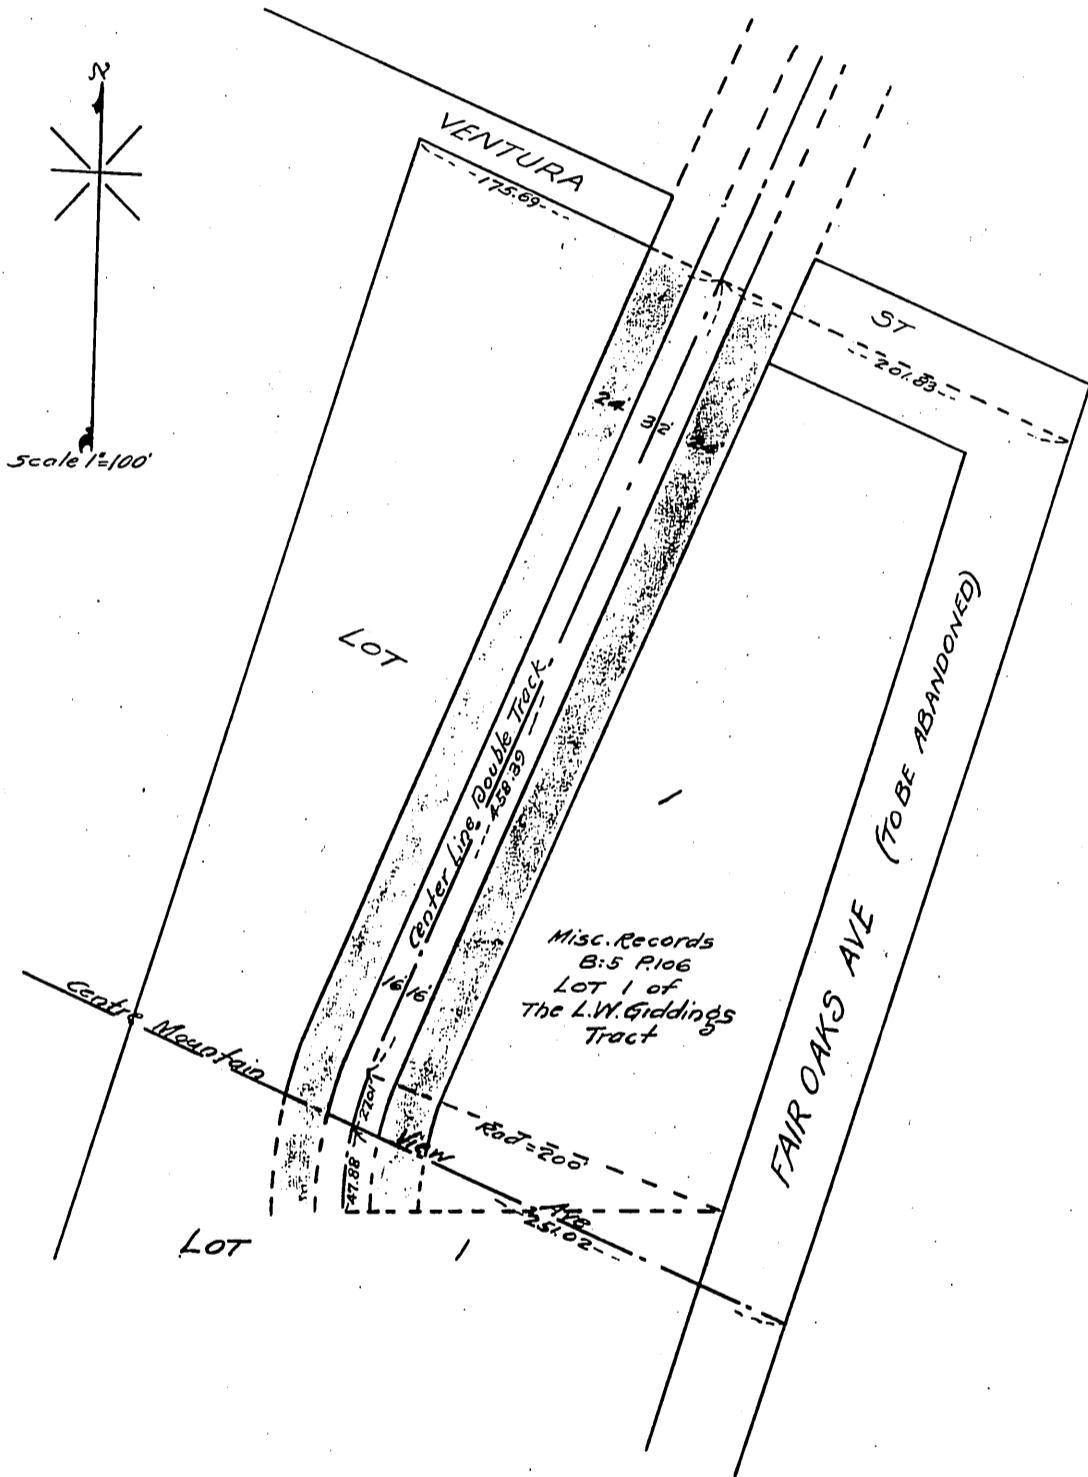 N
VENTURA
175.69
ST
201.83
Scale 1"=100'
24'
32'
LOT
1
Center Line Double Track
458.39
FAIR OAKS AVE (TO BE ABANDONED)
16' 16'
Misc. Records
B:5 P.106
LOT 1 of
The L.W. Giddings
Tract
Centre Mountain View Ave
27.01
47.88
Rad = 200'
251.02
LOT 1